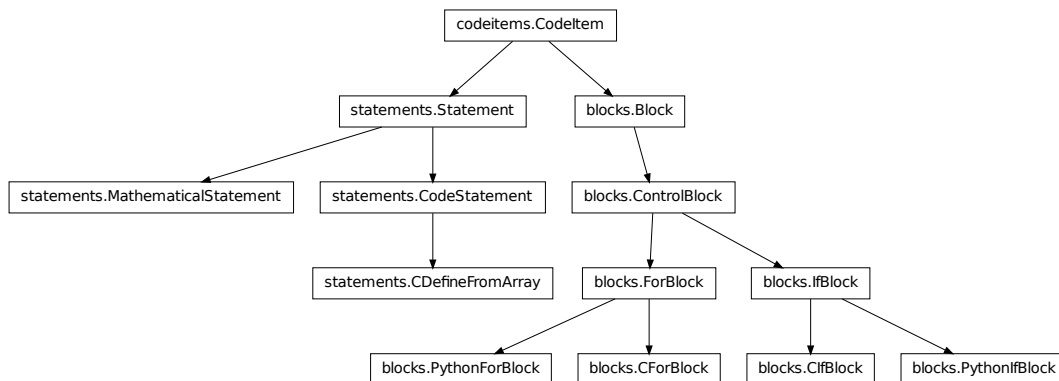 codeitems.CodeItem
statements.Statement
blocks.Block
statements.MathematicalStatement
statements.CodeStatement
blocks.ControlBlock
statements.CDefineFromArray
blocks.ForBlock
blocks.IfBlock
blocks.PythonForBlock
blocks.CForBlock
blocks.CIfBlock
blocks.PythonIfBlock